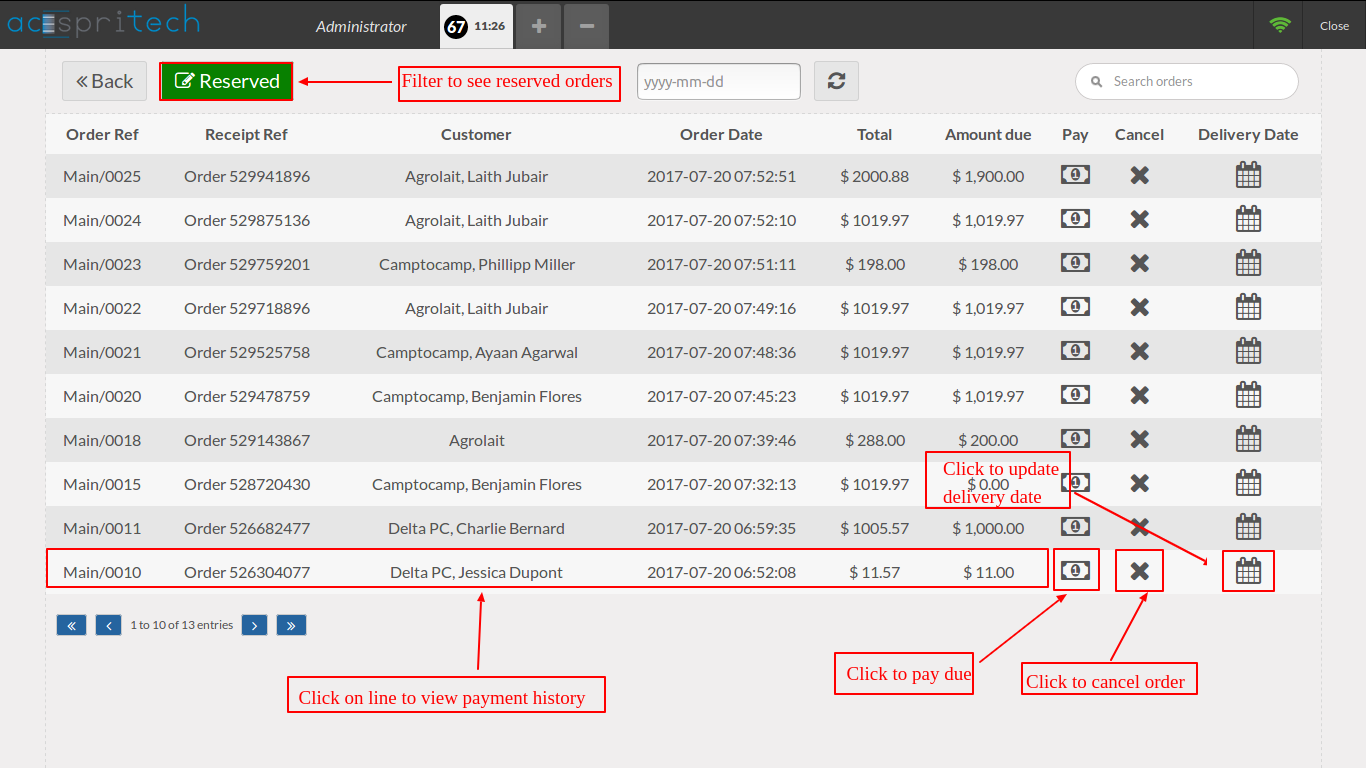 acespritech Administrator 67 11:26 Close
Back Reserved Filter to see reserved orders yyyy-mm-dd Search orders
Order Ref Receipt Ref Customer Order Date Total Amount due Pay Cancel Delivery Date
Main/0025 Order 529941896 Agrolait, Laith Jubair 2017-07-20 07:52:51 $ 2000.88 $ 1,900.00
Main/0024 Order 529875136 Agrolait, Laith Jubair 2017-07-20 07:52:10 $ 1019.97 $ 1,019.97
Main/0023 Order 529759201 Camptocamp, Phillipp Miller 2017-07-20 07:51:11 $ 198.00 $ 198.00
Main/0022 Order 529718896 Agrolait, Laith Jubair 2017-07-20 07:49:16 $ 1019.97 $ 1,019.97
Main/0021 Order 529525758 Camptocamp, Ayaan Agarwal 2017-07-20 07:48:36 $ 1019.97 $ 1,019.97
Main/0020 Order 529478759 Camptocamp, Benjamin Flores 2017-07-20 07:45:23 $ 1019.97 $ 1,019.97
Main/0018 Order 529143867 Agrolait 2017-07-20 07:39:46 $ 288.00 $ 200.00
Click to update
Main/0015 Order 528720430 Camptocamp, Benjamin Flores 2017-07-20 07:32:13 $ 1019.97 $ 0.00
delivery date
Main/0011 Order 526682477 Delta PC, Charlie Bernard 2017-07-20 06:59:35 $ 1005.57 $ 1,000.00
Main/0010 Order 526304077 Delta PC, Jessica Dupont 2017-07-20 06:52:08 $ 11.57 $ 11.00
1 to 10 of 13 entries
Click on line to view payment history
Click to pay due
Click to cancel order